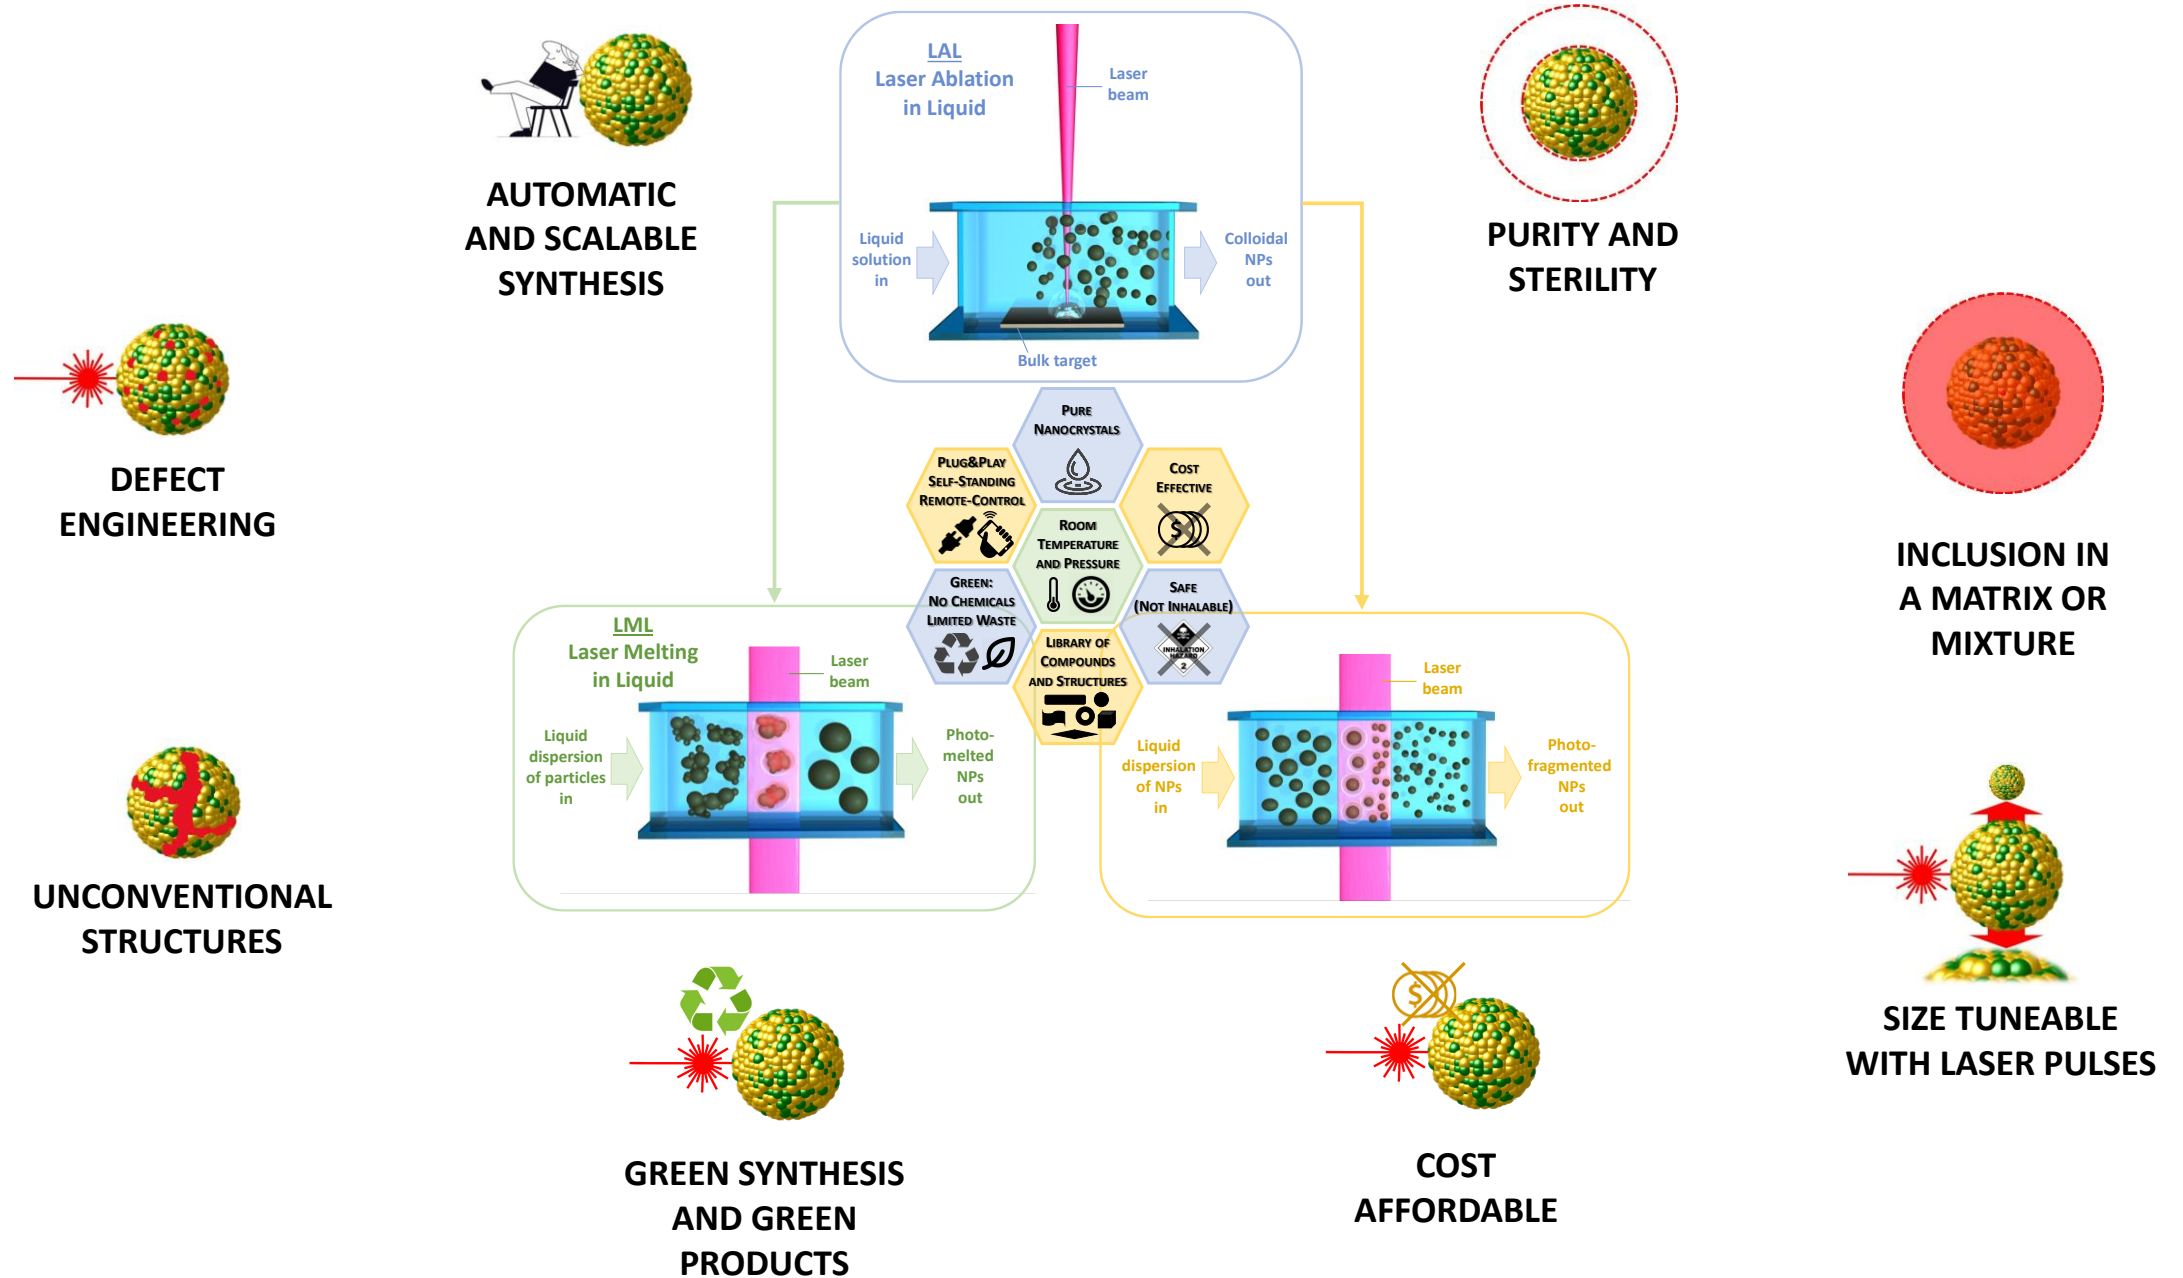 LAL
Laser Ablation
in Liquid
Laser
beam
Liquid
solution
in
Colloidal
NPs
out
Bulk target
AUTOMATIC
AND SCALABLE
SYNTHESIS
PURITY AND
STERILITY
DEFECT
ENGINEERING
INCLUSION IN
A MATRIX OR
MIXTURE
PURE
NANOCRYSTALS
PLUG&PLAY
SELF-STANDING
REMOTE-CONTROL
COST
EFFECTIVE
$
ROOM
TEMPERATURE
AND PRESSURE
GREEN:
NO CHEMICALS
LIMITED WASTE
SAFE
(NOT INHALABLE)
INHALATION
HAZARD
2
LIBRARY OF
COMPOUNDS
AND STRUCTURES
LML
Laser Melting
in Liquid
Laser
beam
Liquid
dispersion
of particles
in
Photo-
melted
NPs
out
Laser
beam
Liquid
dispersion
of NPs
in
Photo-
fragmented
NPs
out
UNCONVENTIONAL
STRUCTURES
SIZE TUNEABLE
WITH LASER PULSES
GREEN SYNTHESIS
AND GREEN
PRODUCTS
$
COST
AFFORDABLE